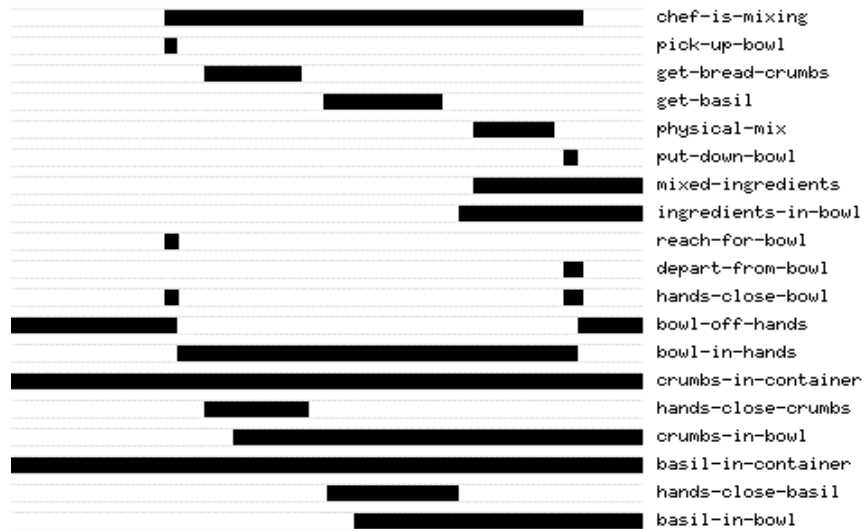 chef-is-mixing
pick-up-bowl
get-bread-crumbs
get-basil
physical-mix
put-down-bowl
mixed-ingredients
ingredients-in-bowl
reach-for-bowl
depart-from-bowl
hands-close-bowl
bowl-off-hands
bowl-in-hands
crumbs-in-container
hands-close-crumbs
crumbs-in-bowl
basil-in-container
hands-close-basil
basil-in-bowl